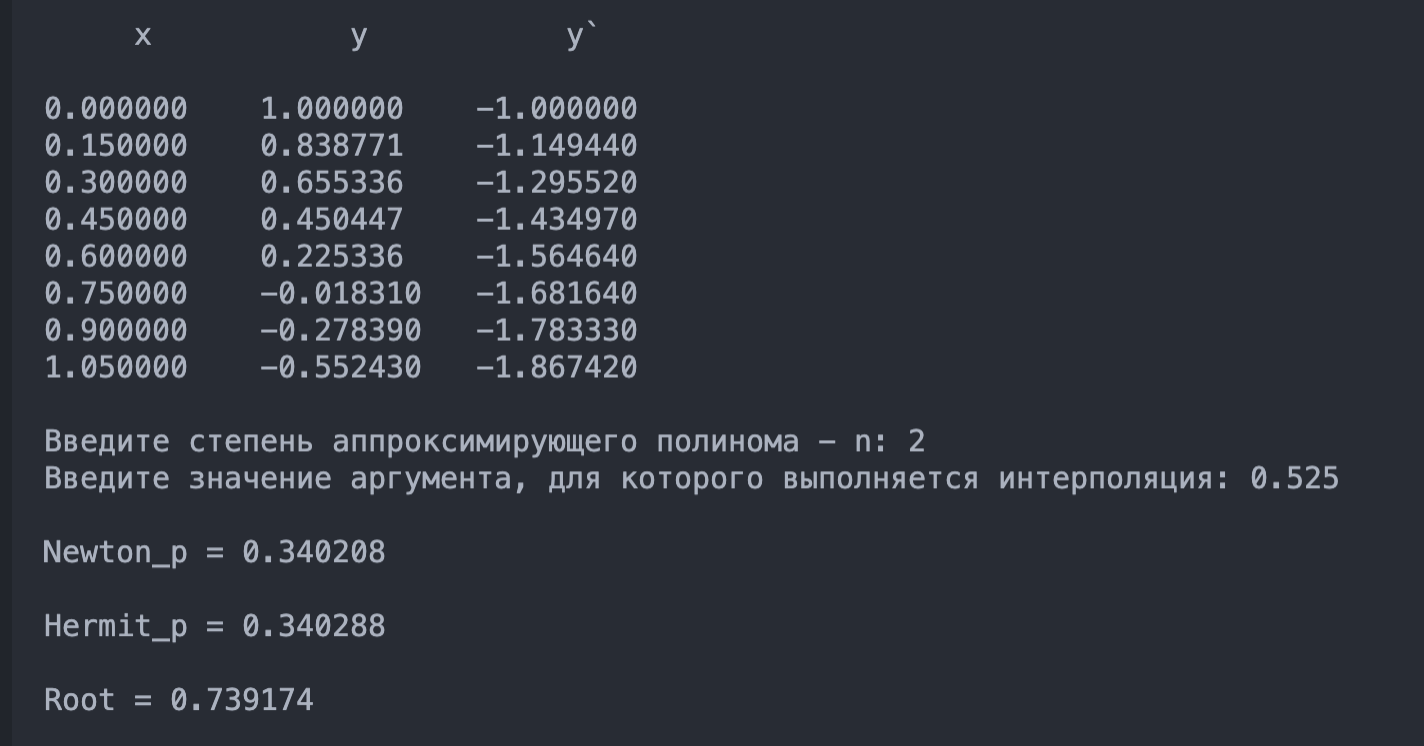 x y y`
0.000000 1.000000 -1.000000
0.150000 0.838771 -1.149440
0.300000 0.655336 -1.295520
0.450000 0.450447 -1.434970
0.600000 0.225336 -1.564640
0.750000 -0.018310 -1.681640
0.900000 -0.278390 -1.783330
1.050000 -0.552430 -1.867420
Введите степень аппроксимирующего полинома - n: 2
Введите значение аргумента, для которого выполняется интерполяция: 0.525
Newton_p = 0.340208
Hermit_p = 0.340288
Root = 0.739174